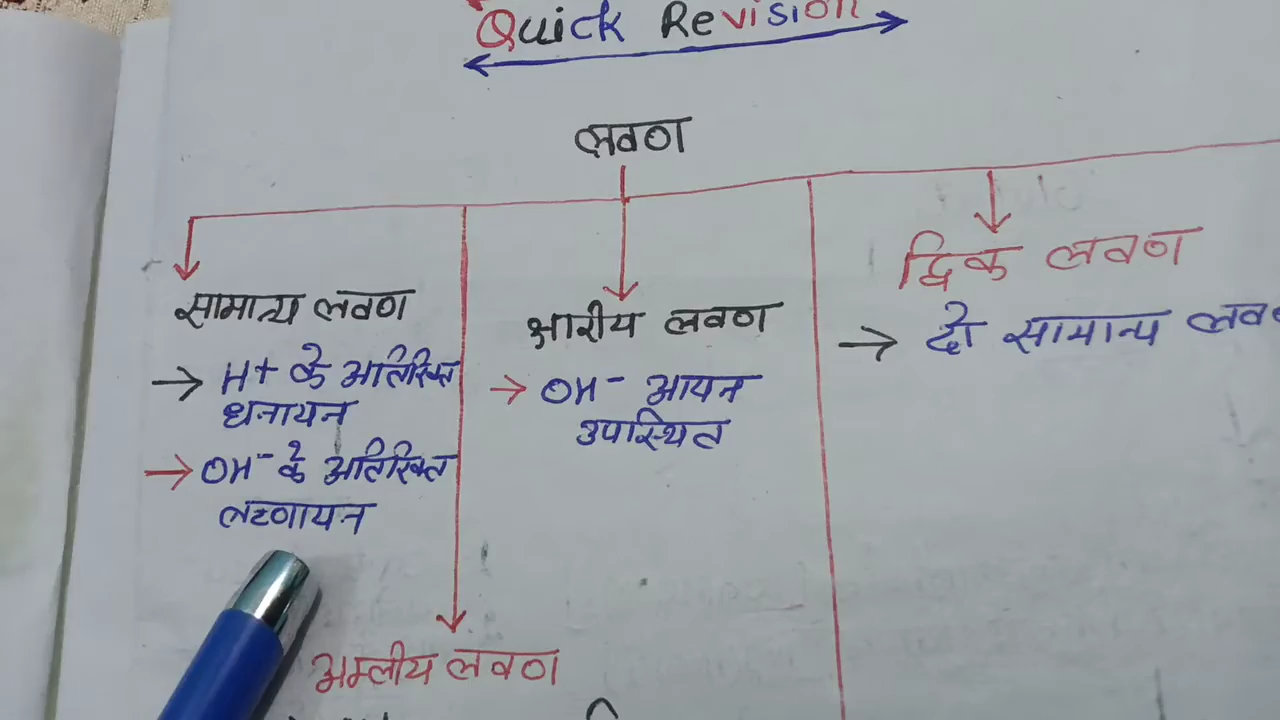 Quick Revision
लवण
सामान्य लवण
→ H+ के अतिरिक्त
धनायन
→ OH⁻ के अतिरिक्त
ऋणायन
क्षारीय लवण
→ OH⁻ आयन
उपस्थित
द्विक लवण
→ दो सामान्य
अम्लीय लवण